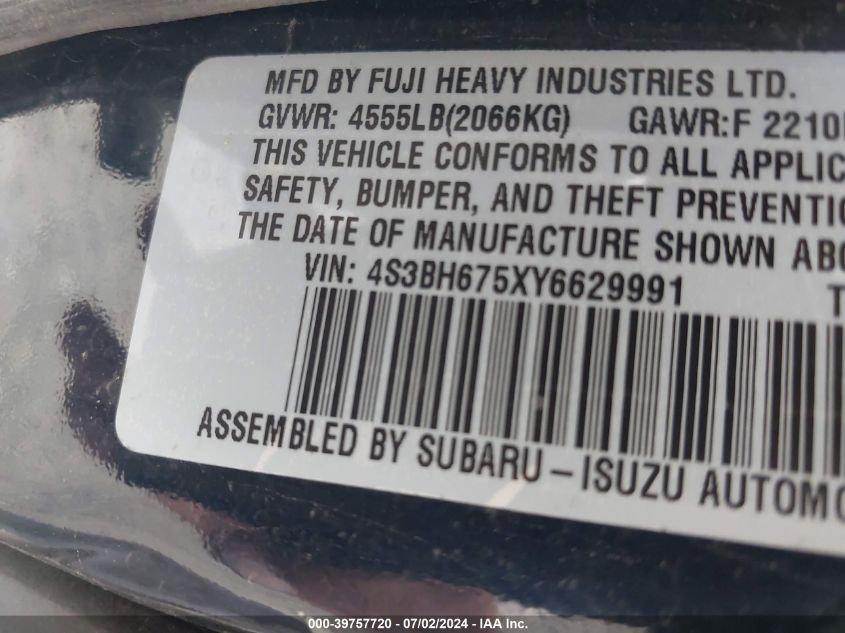 MFD BY FUJI HEAVY INDUSTRIES LTD.
GVWR: 4555LB(2066KG) GAWR:F 2210
THIS VEHICLE CONFORMS TO ALL APPLIC
SAFETY, BUMPER, AND THEFT PREVENTI
THE DATE OF MANUFACTURE SHOWN AB
VIN: 4S3BH675XY6629991 T
ASSEMBLED BY SUBARU-ISUZU AUTOMO
000-39757720 - 07/02/2024 - IAA Inc.